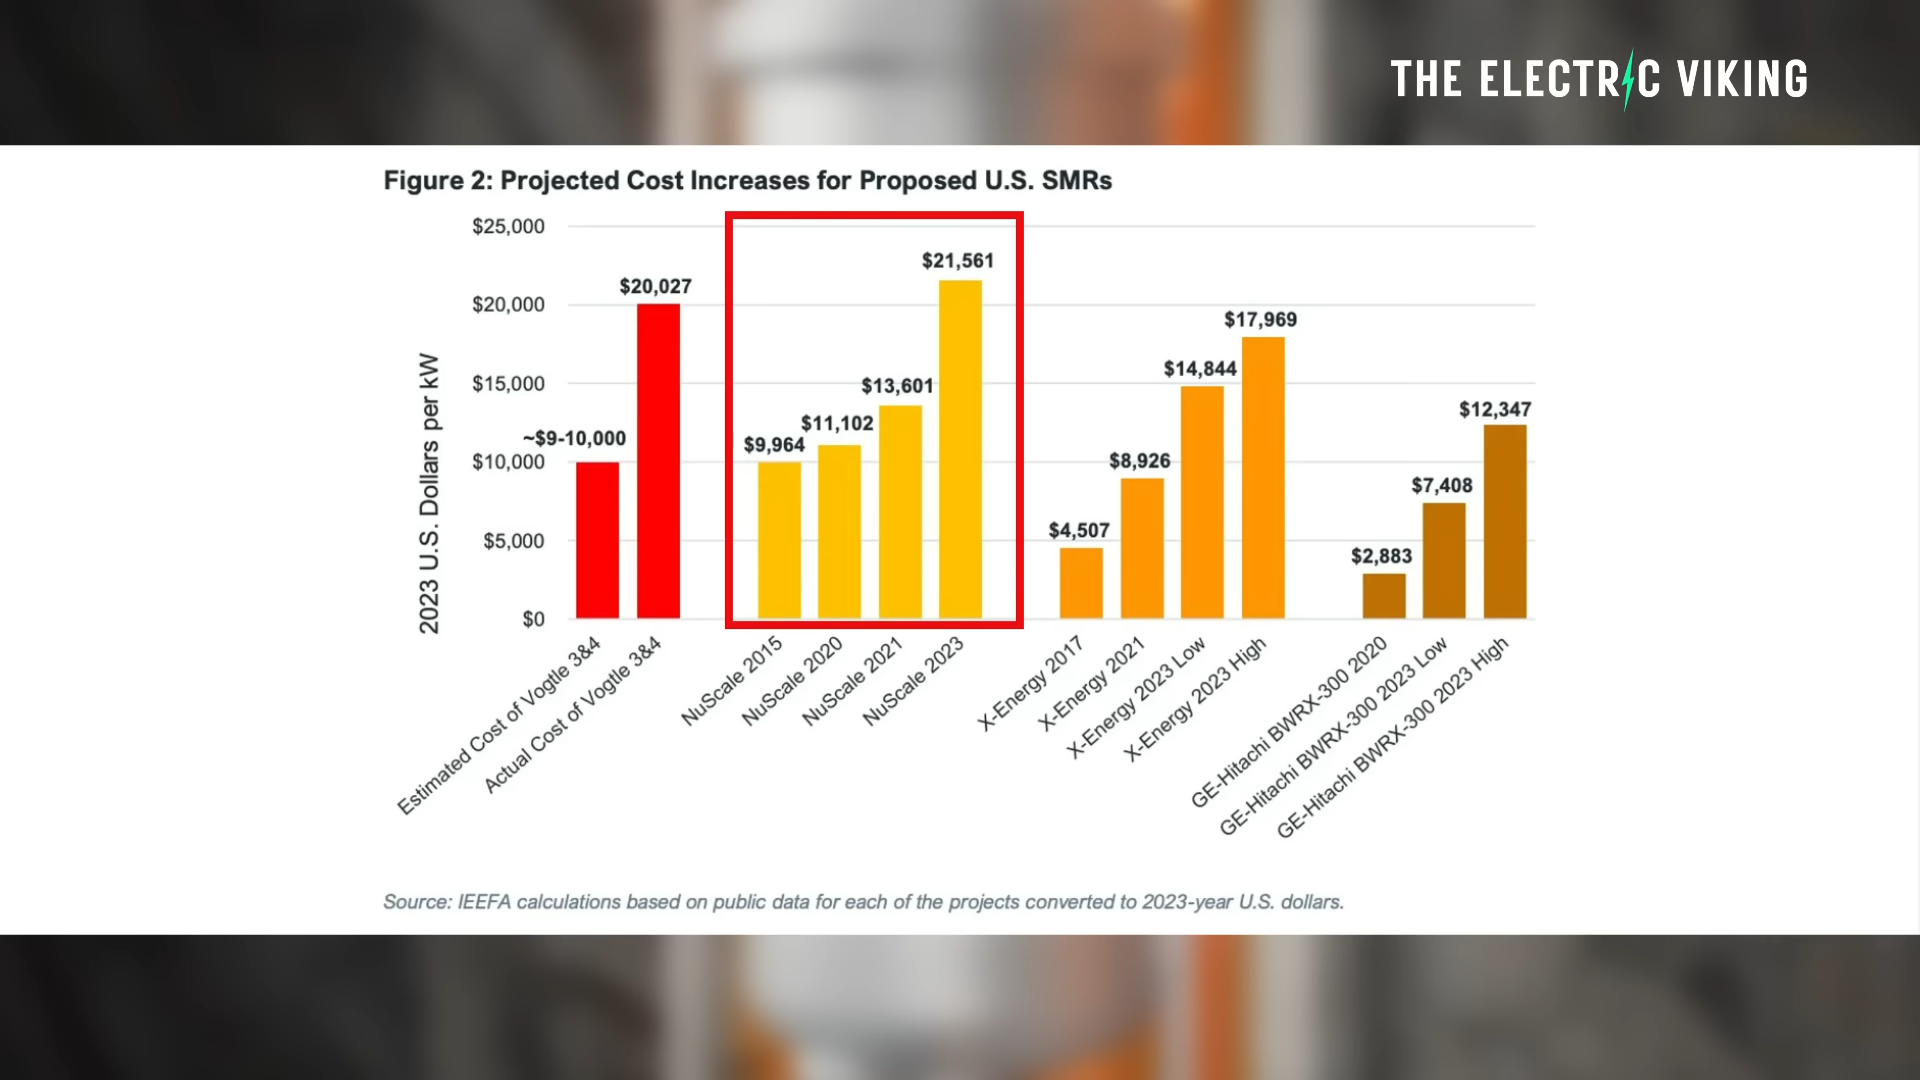 THE ELECTRIC VIKING
Figure 2: Projected Cost Increases for Proposed U.S. SMRs
2023 U.S. Dollars per kW
$25,000
$20,000
$15,000
$10,000
$5,000
$0
~$9-10,000
$20,027
$9,964
$11,102
$13,601
$21,561
$4,507
$8,926
$14,844
$17,969
$2,883
$7,408
$12,347
Estimated Cost of Vogtle 3&4
Actual Cost of Vogtle 3&4
NuScale 2015
NuScale 2020
NuScale 2021
NuScale 2023
X-Energy 2017
X-Energy 2021
X-Energy 2023 Low
X-Energy 2023 High
GE-Hitachi BWRX-300 2020
GE-Hitachi BWRX-300 2023 Low
GE-Hitachi BWRX-300 2023 High
Source: IEEFA calculations based on public data for each of the projects converted to 2023-year U.S. dollars.